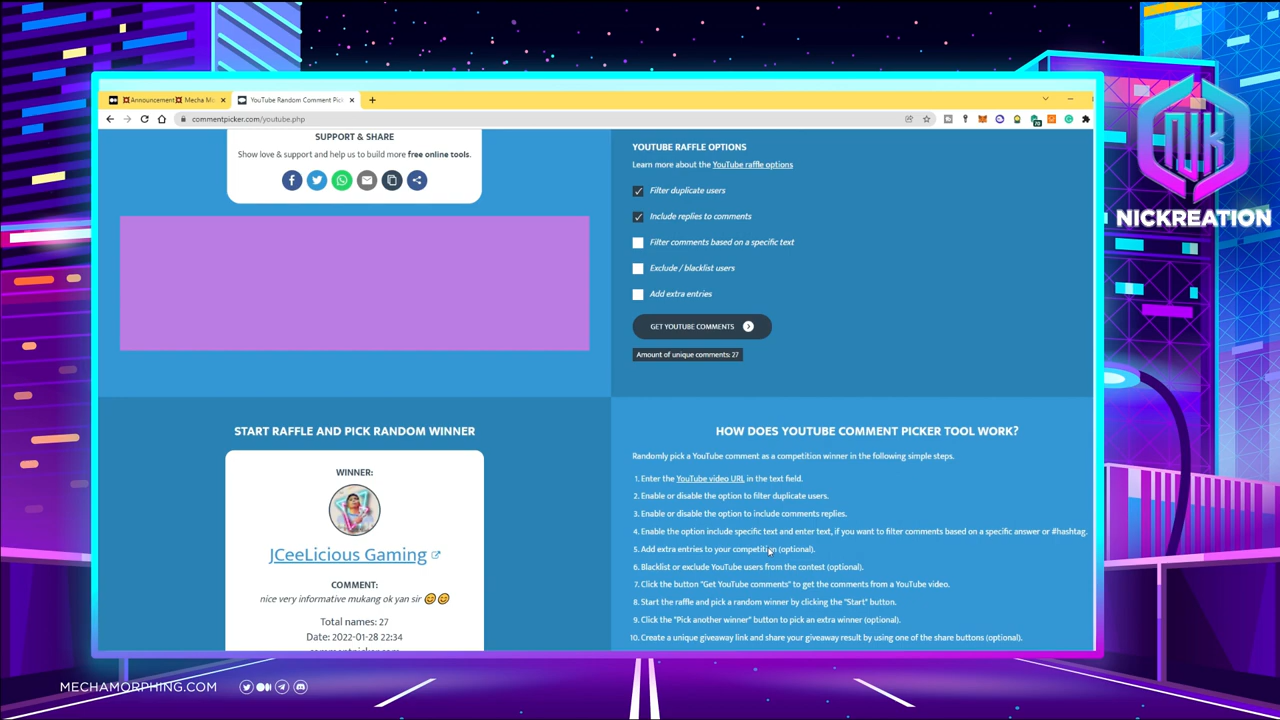 💥Announcement💥 Mecha Mo
YouTube Random Comment Pic
commentpicker.com/youtube.php
SUPPORT & SHARE
Show love & support and help us to build more free online tools.
YOUTUBE RAFFLE OPTIONS
Learn more about the YouTube raffle options
Filter duplicate users
Include replies to comments
Filter comments based on a specific text
Exclude / blacklist users
Add extra entries
GET YOUTUBE COMMENTS
Amount of unique comments: 27
START RAFFLE AND PICK RANDOM WINNER
WINNER:
JCeeLicious Gaming
COMMENT:
nice very informative mukang ok yan sir 😊😊
Total names: 27
Date: 2022-01-28 22:34
commentpicker.com
HOW DOES YOUTUBE COMMENT PICKER TOOL WORK?
Randomly pick a YouTube comment as a competition winner in the following simple steps.
1. Enter the YouTube video URL in the text field.
2. Enable or disable the option to filter duplicate users.
3. Enable or disable the option to include comments replies.
4. Enable the option include specific text and enter text, if you want to filter comments based on a specific answer or #hashtag.
5. Add extra entries to your competition (optional).
6. Blacklist or exclude YouTube users from the contest (optional).
7. Click the button "Get YouTube comments" to get the comments from a YouTube video.
8. Start the raffle and pick a random winner by clicking the "Start" button.
9. Click the "Pick another winner" button to pick an extra winner (optional).
10. Create a unique giveaway link and share your giveaway result by using one of the share buttons (optional).
NICKREATION
MECHAMORPHING.COM